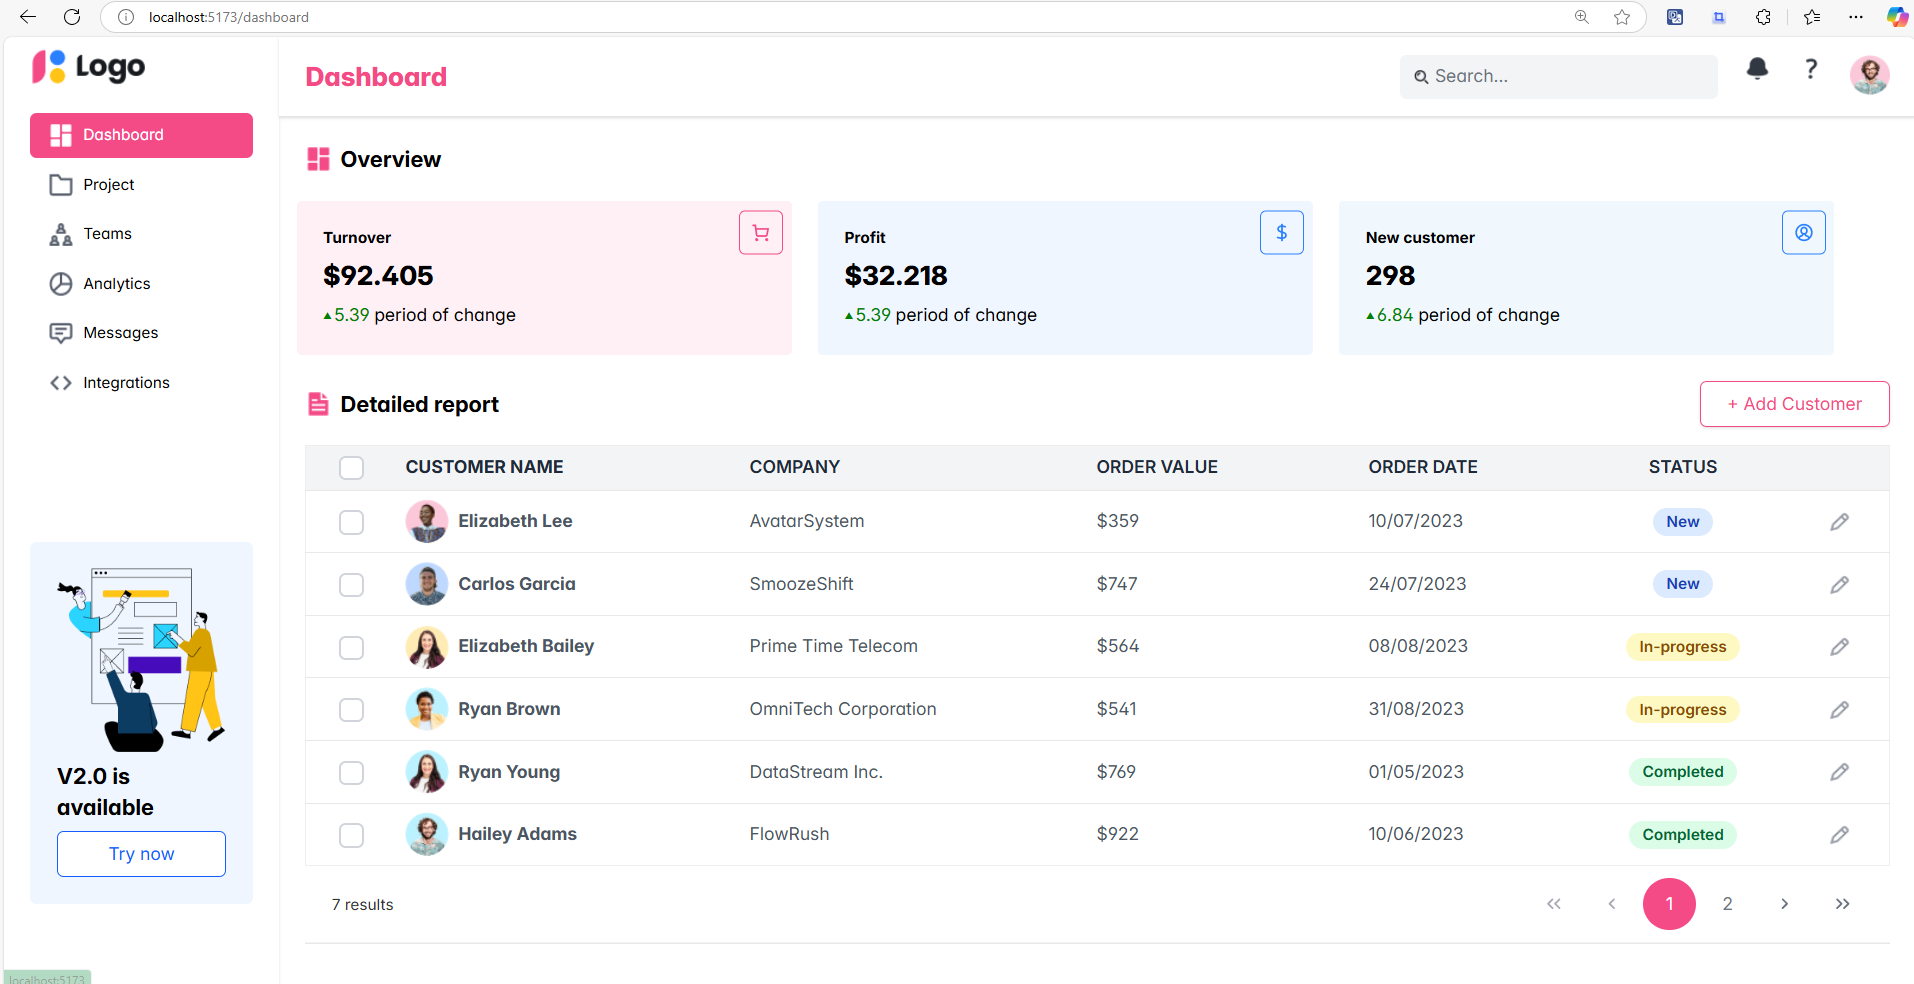 localhost:5173/dashboard
Logo
Dashboard
Search...
?
Dashboard
Project
Teams
Analytics
Messages
Integrations
V2.0 is
available
Try now
Overview
Turnover
$92.405
▲5.39 period of change
Profit
$32.218
▲5.39 period of change
$
New customer
298
▲6.84 period of change
Detailed report
+ Add Customer
CUSTOMER NAME COMPANY ORDER VALUE ORDER DATE STATUS
Elizabeth Lee AvatarSystem $359 10/07/2023 New
Carlos Garcia SmoozeShift $747 24/07/2023 New
Elizabeth Bailey Prime Time Telecom $564 08/08/2023 In-progress
Ryan Brown OmniTech Corporation $541 31/08/2023 In-progress
Ryan Young DataStream Inc. $769 01/05/2023 Completed
Hailey Adams FlowRush $922 10/06/2023 Completed
7 results « ‹ 1 2 › »
localhost:5173